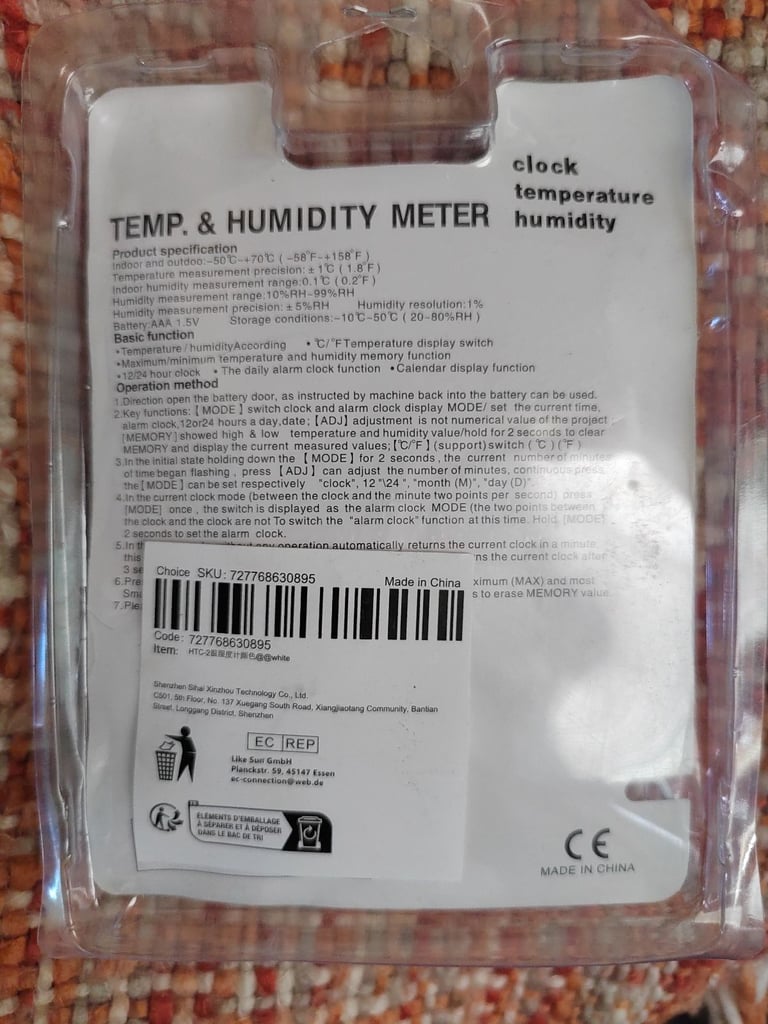 clock
temperature
humidity
TEMP. & HUMIDITY METER
Product specification
Indoor and outdoo:-50℃-+70℃ ( -58°F-+158°F )
Temperature measurement precision: ± 1℃ ( 1.8°F )
Indoor humidity measurement range:0.1℃ ( 0.2°F )
Humidity measurement range:10%RH-99%RH
Humidity measurement precision: ± 5%RH Humidity resolution:1%
Battery:AAA 1.5V Storage conditions:-10℃-50℃ ( 20-80%RH )
Basic function
•Temperature / humidityAccording •℃/°FTemperature display switch
•Maximum/minimum temperature and humidity memory function
•12/24 hour clock •The daily alarm clock function •Calendar display function
Operation method
1.Direction open the battery door, as instructed by machine back into the battery can be used.
2.Key functions:【MODE】switch clock and alarm clock display MODE/ set the current time,
alarm clock,12or24 hours a day,date;【ADJ】adjustment is not numerical value of the project;
[MEMORY] showed high & low temperature and humidity value/hold for 2 seconds to clear
MEMORY and display the current measured values;【℃/°F】(support)switch (℃) (°F)
3.In the initial state holding down the【MODE】for 2 seconds, the current number of minutes
of time began flashing, press【ADJ】can adjust the number of minutes, continuous press
the【MODE】can be set respectively "clock", 12 "\24 ", "month (M)", "day (D)".
4.In the current clock mode (between the clock and the minute two points per second) press
[MODE] once, the switch is displayed as the alarm clock MODE (the two points between
the clock and the clock are not To switch the "alarm clock" function at this time. Hold [MODE]
2 seconds to set the alarm clock.
5.In th any operation automatically returns the current clock in a minute,
this ns the current clock after
3 se
6.Pre ximum (MAX) and most
Sm s to erase MEMORY value.
7.Ple
Choice SKU: 727768630895 Made in China
Code: 727768630895
Item: HTC-2 @@white
Shenzhen Sihai Xinzhou Technology Co., Ltd.
C501, 5th Floor, No. 137 Xuegang South Road, Xiangjiaotang Community, Bantian
Street, Longgang District, Shenzhen
EC REP
Like Sun GmbH
Planckstr. 59, 45147 Essen
ec-connection@web.de
FR
ÉLÉMENTS D'EMBALLAGE
À SÉPARER ET À DÉPOSER
DANS LE BAC DE TRI
CE
MADE IN CHINA